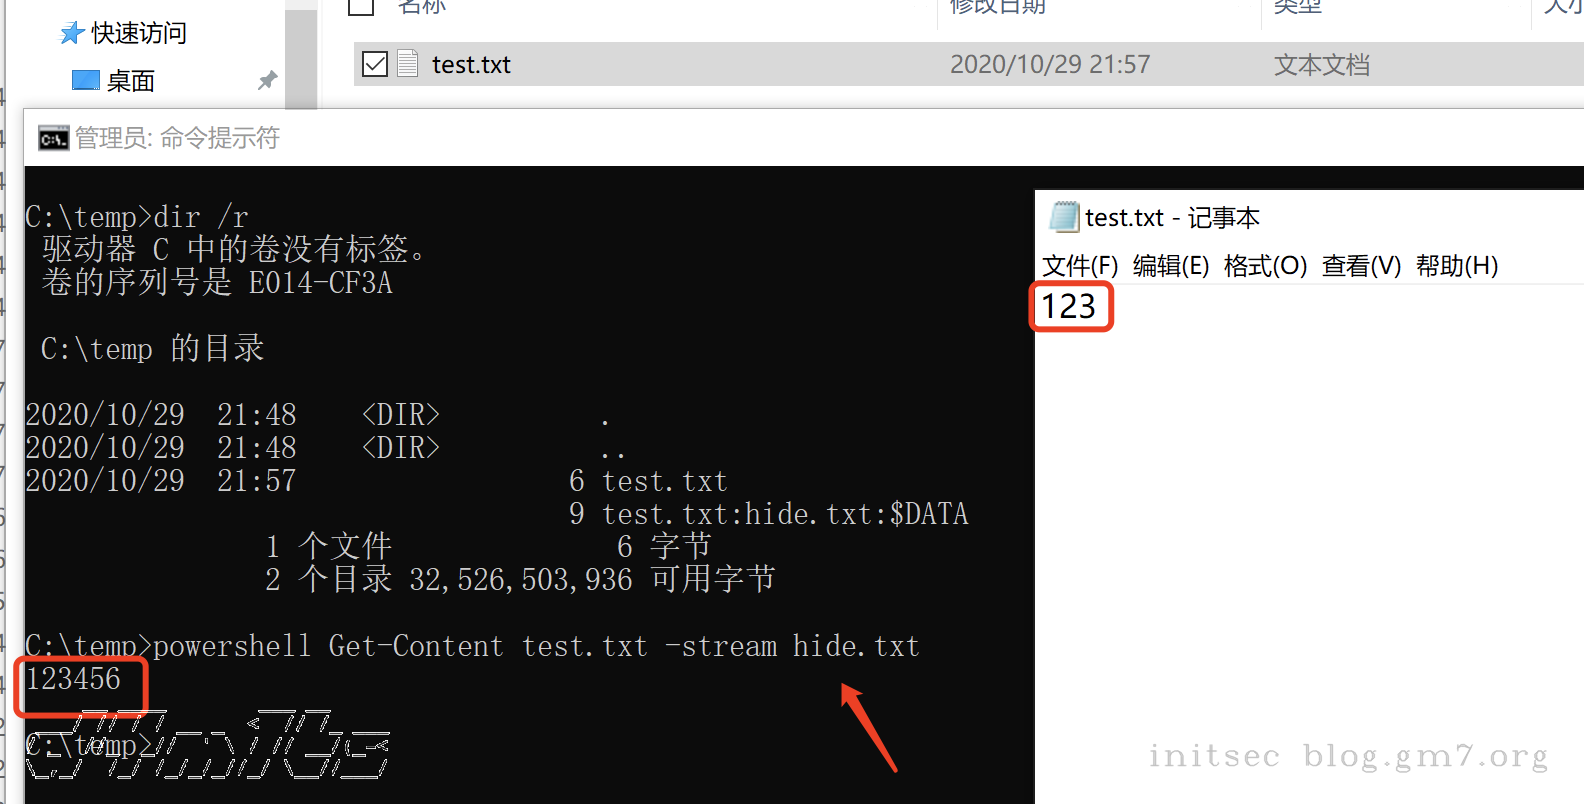 名称 修改日期 类型 大小
快速访问
test.txt 2020/10/29 21:57 文本文档
桌面
管理员: 命令提示符
C:\temp>dir /r
驱动器 C 中的卷没有标签。
卷的序列号是 E014-CF3A
C:\temp 的目录
2020/10/29 21:48 <DIR> .
2020/10/29 21:48 <DIR> ..
2020/10/29 21:57 6 test.txt
9 test.txt:hide.txt:$DATA
1 个文件 6 字节
2 个目录 32,526,503,936 可用字节
C:\temp>powershell Get-Content test.txt -stream hide.txt
123456
C:\temp>
test.txt - 记事本
文件(F) 编辑(E) 格式(O) 查看(V) 帮助(H)
123
initsec blog.gm7.org